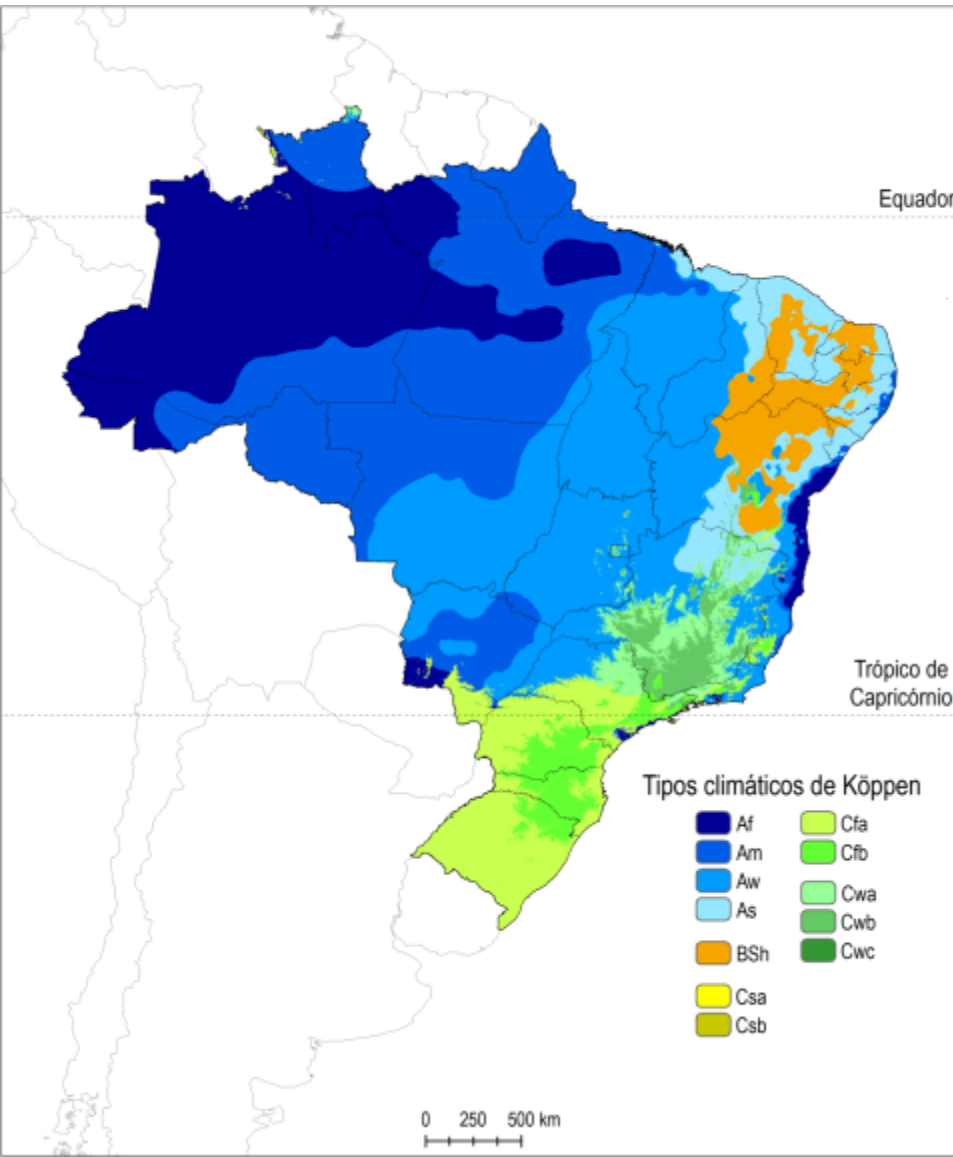 Equador
Trópico de
Capricórnio
Tipos climáticos de Köppen
Af
Am
Aw
As
BSh
Csa
Csb
Cfa
Cfb
Cwa
Cwb
Cwc
0 250 500 km